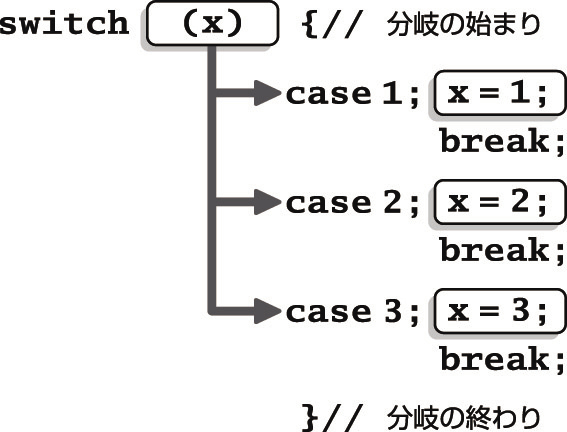 switch (x) {// 分岐の始まり
case 1; x = 1;
break;
case 2; x = 2;
break;
case 3; x = 3;
break;
}// 分岐の終わり